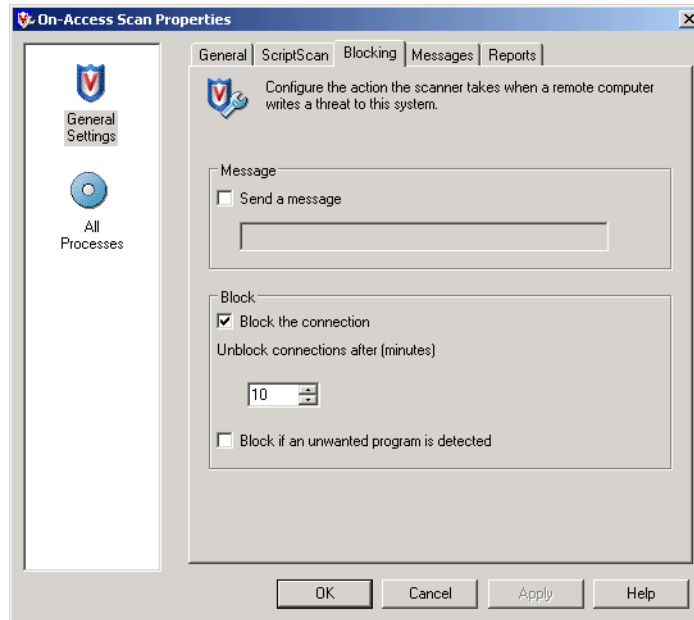 On-Access Scan Properties
General
Settings
All
Processes
General ScriptScan Blocking Messages Reports
Configure the action the scanner takes when a remote computer
writes a threat to this system.
Message
Send a message
Block
Block the connection
Unblock connections after (minutes)
10
Block if an unwanted program is detected
OK Cancel Apply Help